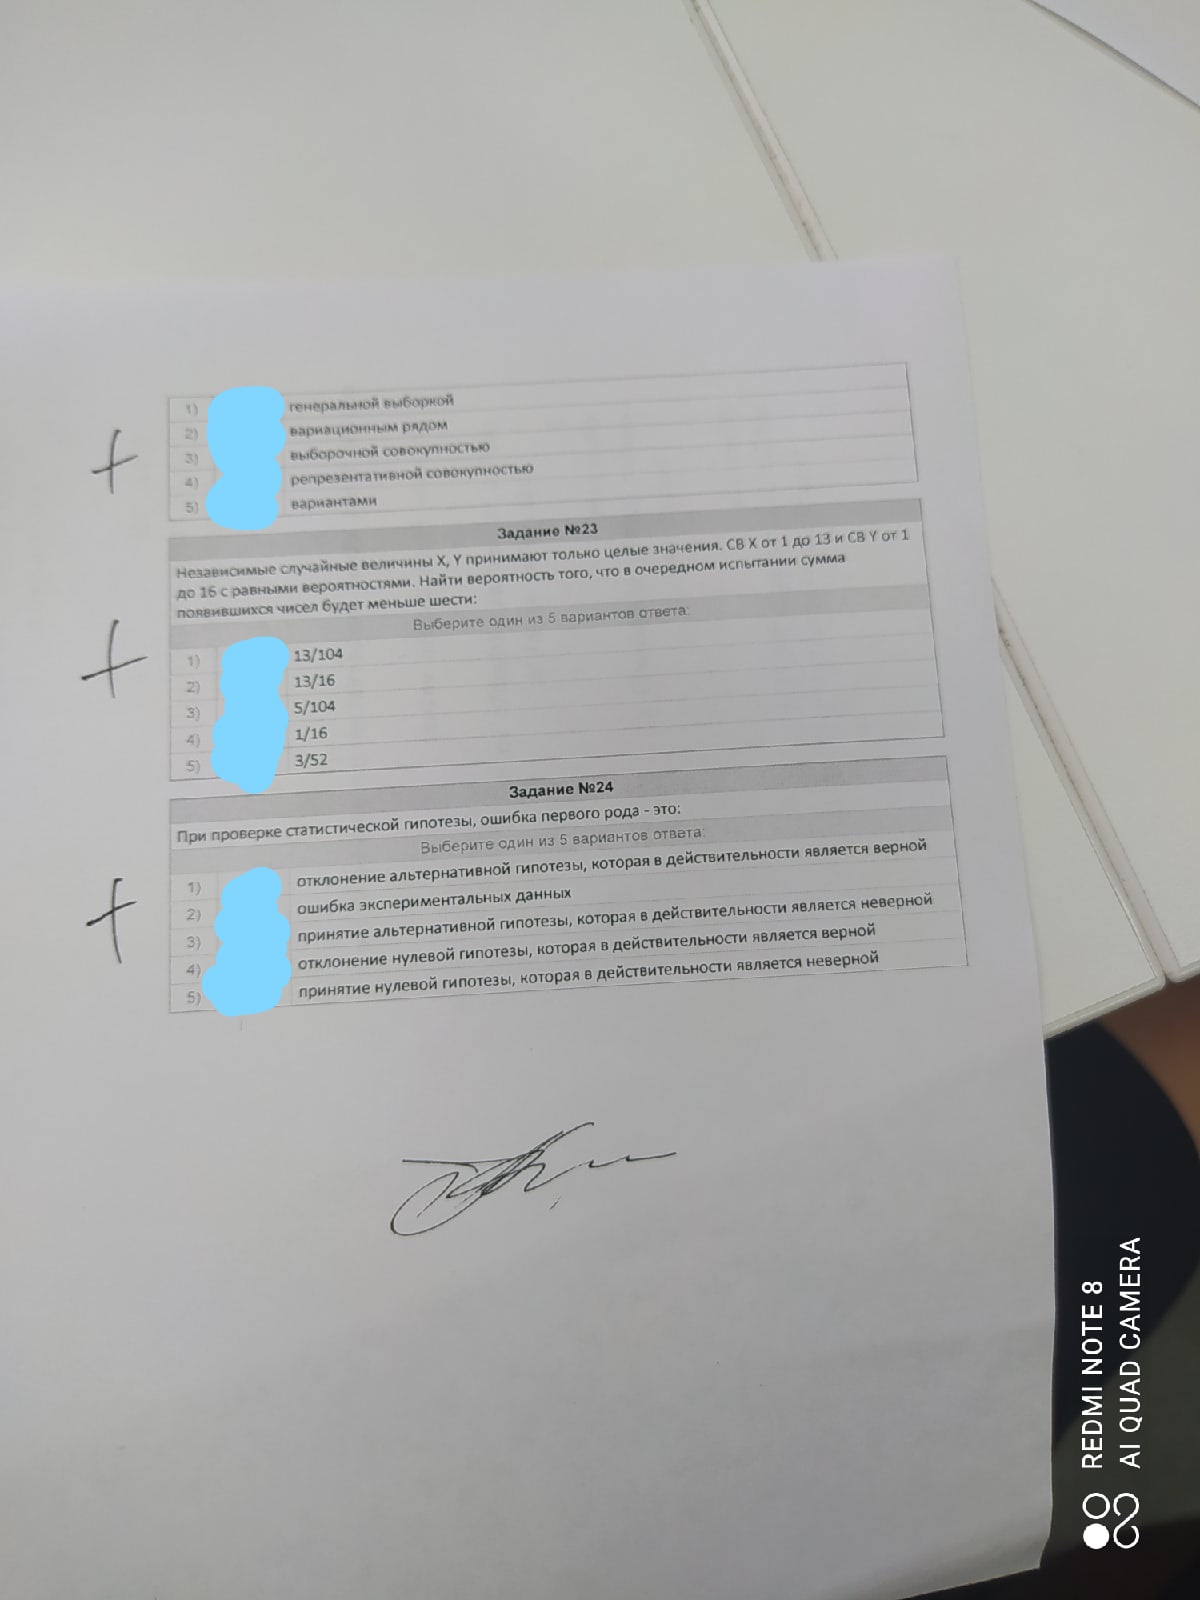 1) генеральной выборкой
2) вариационным рядом
3) выборочной совокупностью
4) репрезентативной совокупностью
5) вариантами
Задание №23
Независимые случайные величины X, Y принимают только целые значения. СВ X от 1 до 13 и СВ Y от 1
до 16 с равными вероятностями. Найти вероятность того, что в очередном испытании сумма
появившихся чисел будет меньше шести:
Выберите один из 5 вариантов ответа:
1) 13/104
2) 13/16
3) 5/104
4) 1/16
5) 3/52
Задание №24
При проверке статистической гипотезы, ошибка первого рода - это:
Выберите один из 5 вариантов ответа:
1) отклонение альтернативной гипотезы, которая в действительности является верной
2) ошибка экспериментальных данных
3) принятие альтернативной гипотезы, которая в действительности является неверной
4) отклонение нулевой гипотезы, которая в действительности является верной
5) принятие нулевой гипотезы, которая в действительности является неверной
REDMI NOTE 8
AI QUAD CAMERA